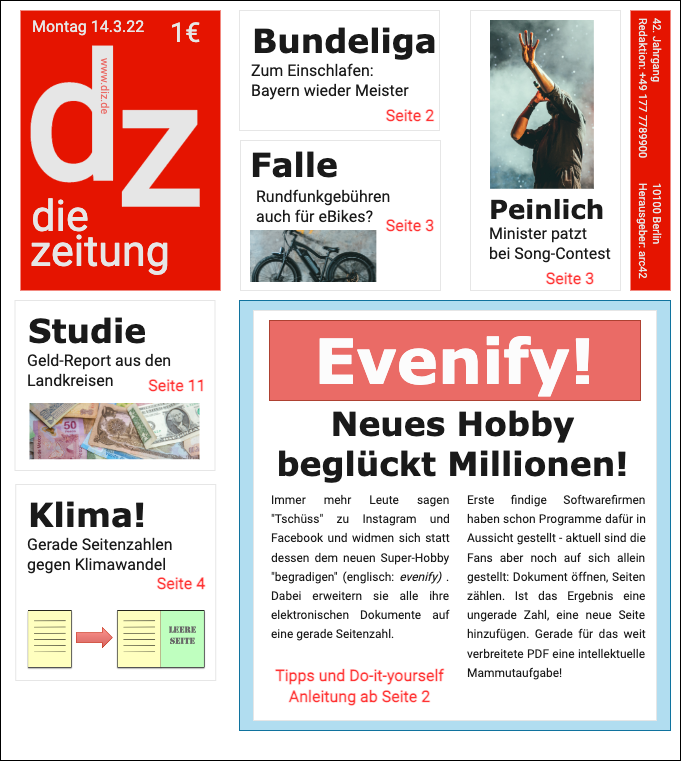 Montag 14.3.22
1€
www.diz.de
dz
die
zeitung
Bundeliga
Zum Einschlafen:
Bayern wieder Meister
Seite 2
Falle
Rundfunkgebühren
auch für eBikes?
Seite 3
Peinlich
Minister patzt
bei Song-Contest
Seite 3
42. Jahrgang
Redaktion: +49 177 7789900
10100 Berlin
Herausgeber: arc42
Studie
Geld-Report aus den
Landkreisen
Seite 11
Klima!
Gerade Seitenzahlen
gegen Klimawandel
Seite 4
LEERE
SEITE
Evenify!
Neues Hobby
beglückt Millionen!
Immer mehr Leute sagen
"Tschüss" zu Instagram und
Facebook und widmen sich statt
dessen dem neuen Super-Hobby
"begradigen" (englisch: evenify) .
Dabei erweitern sie alle ihre
elektronischen Dokumente auf
eine gerade Seitenzahl.
Tipps und Do-it-yourself
Anleitung ab Seite 2
Erste findige Softwarefirmen
haben schon Programme dafür in
Aussicht gestellt - aktuell sind die
Fans aber noch auf sich allein
gestellt: Dokument öffnen, Seiten
zählen. Ist das Ergebnis eine
ungerade Zahl, eine neue Seite
hinzufügen. Gerade für das weit
verbreitete PDF eine intellektuelle
Mammutaufgabe!